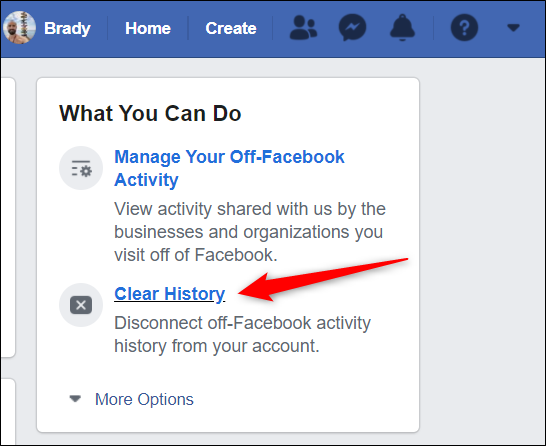 Brady Home Create
What You Can Do
Manage Your Off-Facebook
Activity
View activity shared with us by the
businesses and organizations you
visit off of Facebook.
Clear History
Disconnect off-Facebook activity
history from your account.
More Options